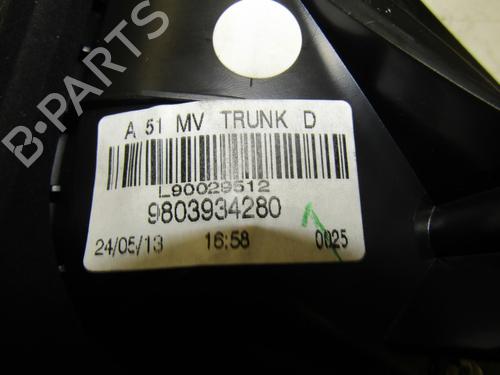 A 51 MV TRUNK D
L90029512
9803934280
24/05/13 16:58 0025
B-PARTS